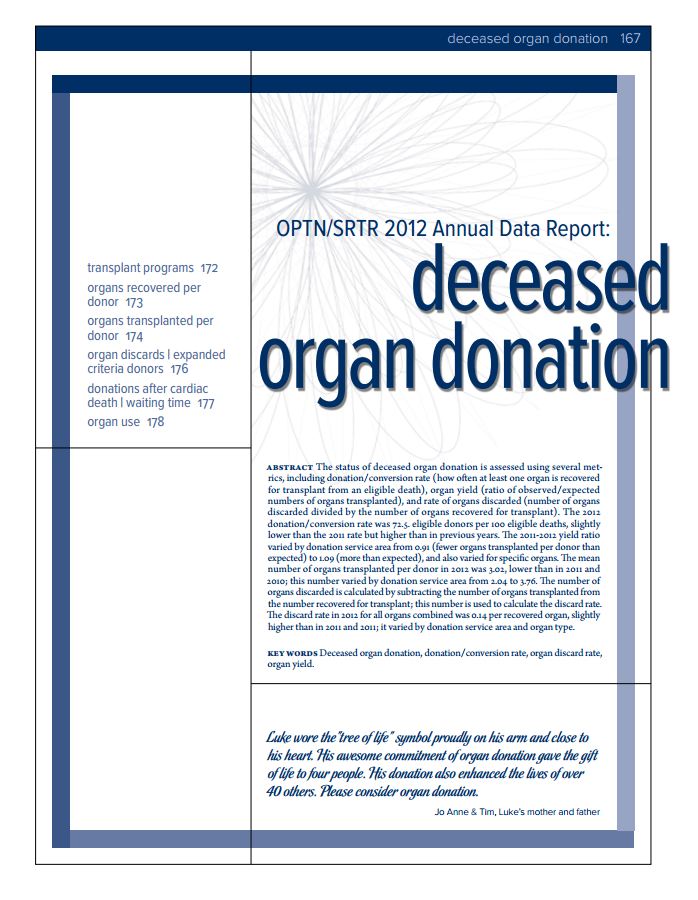 deceased organ donation 167
OPTN/SRTR 2012 Annual Data Report:
deceased
organ donation
transplant programs 172
organs recovered per
donor 173
organs transplanted per
donor 174
organ discards | expanded
criteria donors 176
donations after cardiac
death | waiting time 177
organ use 178
ABSTRACT The status of deceased organ donation is assessed using several met-
rics, including donation/conversion rate (how often at least one organ is recovered
for transplant from an eligible death), organ yield (ratio of observed/expected
numbers of organs transplanted), and rate of organs discarded (number of organs
discarded divided by the number of organs recovered for transplant). The 2012
donation/conversion rate was 72.5. eligible donors per 100 eligible deaths, slightly
lower than the 2011 rate but higher than in previous years. The 2011-2012 yield ratio
varied by donation service area from 0.91 (fewer organs transplanted per donor than
expected) to 1.09 (more than expected), and also varied for specific organs. The mean
number of organs transplanted per donor in 2012 was 3.02, lower than in 2011 and
2010; this number varied by donation service area from 2.04 to 3.76. The number of
organs discarded is calculated by subtracting the number of organs transplanted from
the number recovered for transplant; this number is used to calculate the discard rate.
The discard rate in 2012 for all organs combined was 0.14 per recovered organ, slightly
higher than in 2011 and 2011; it varied by donation service area and organ type.
KEY WORDS Deceased organ donation, donation/conversion rate, organ discard rate,
organ yield.
Luke wore the "tree of life" symbol proudly on his arm and close to
his heart. His awesome commitment of organ donation gave the gift
of life to four people. His donation also enhanced the lives of over
40 others. Please consider organ donation.
Jo Anne & Tim, Luke's mother and father